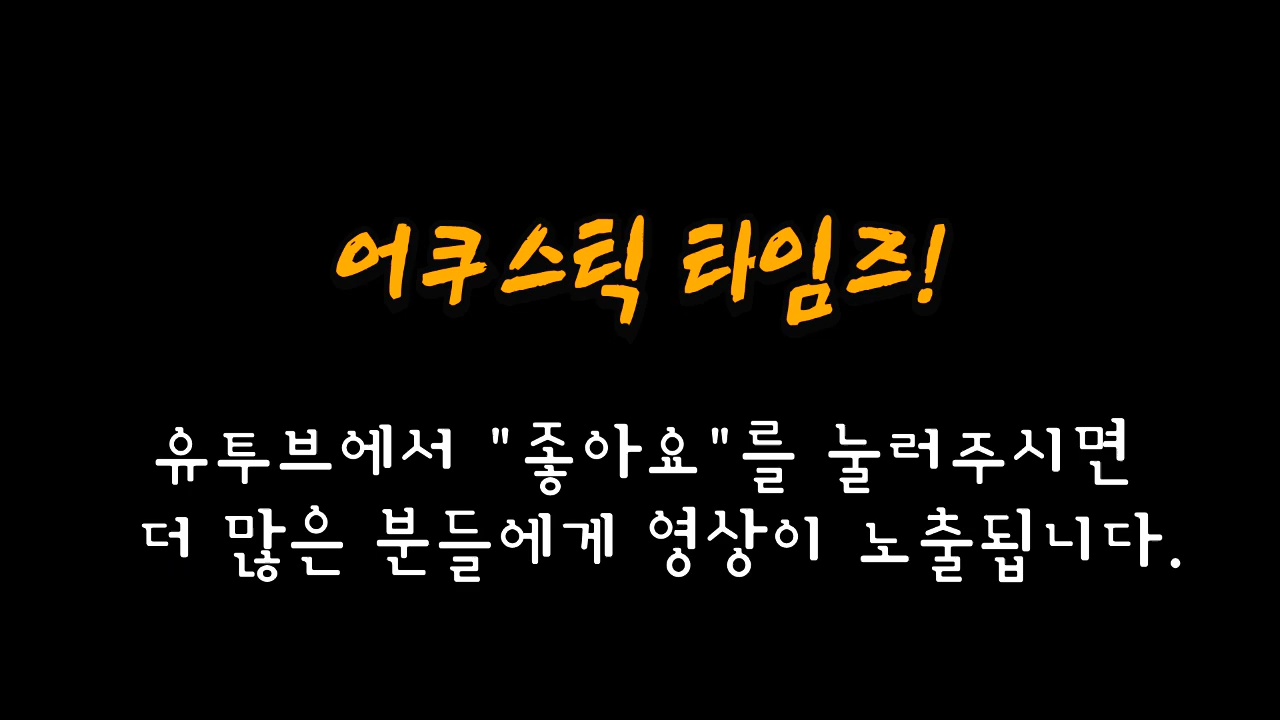 어쿠스틱 타임즈!
유투브에서 "좋아요"를 눌러주시면
더 많은 분들에게 영상이 노출됩니다.